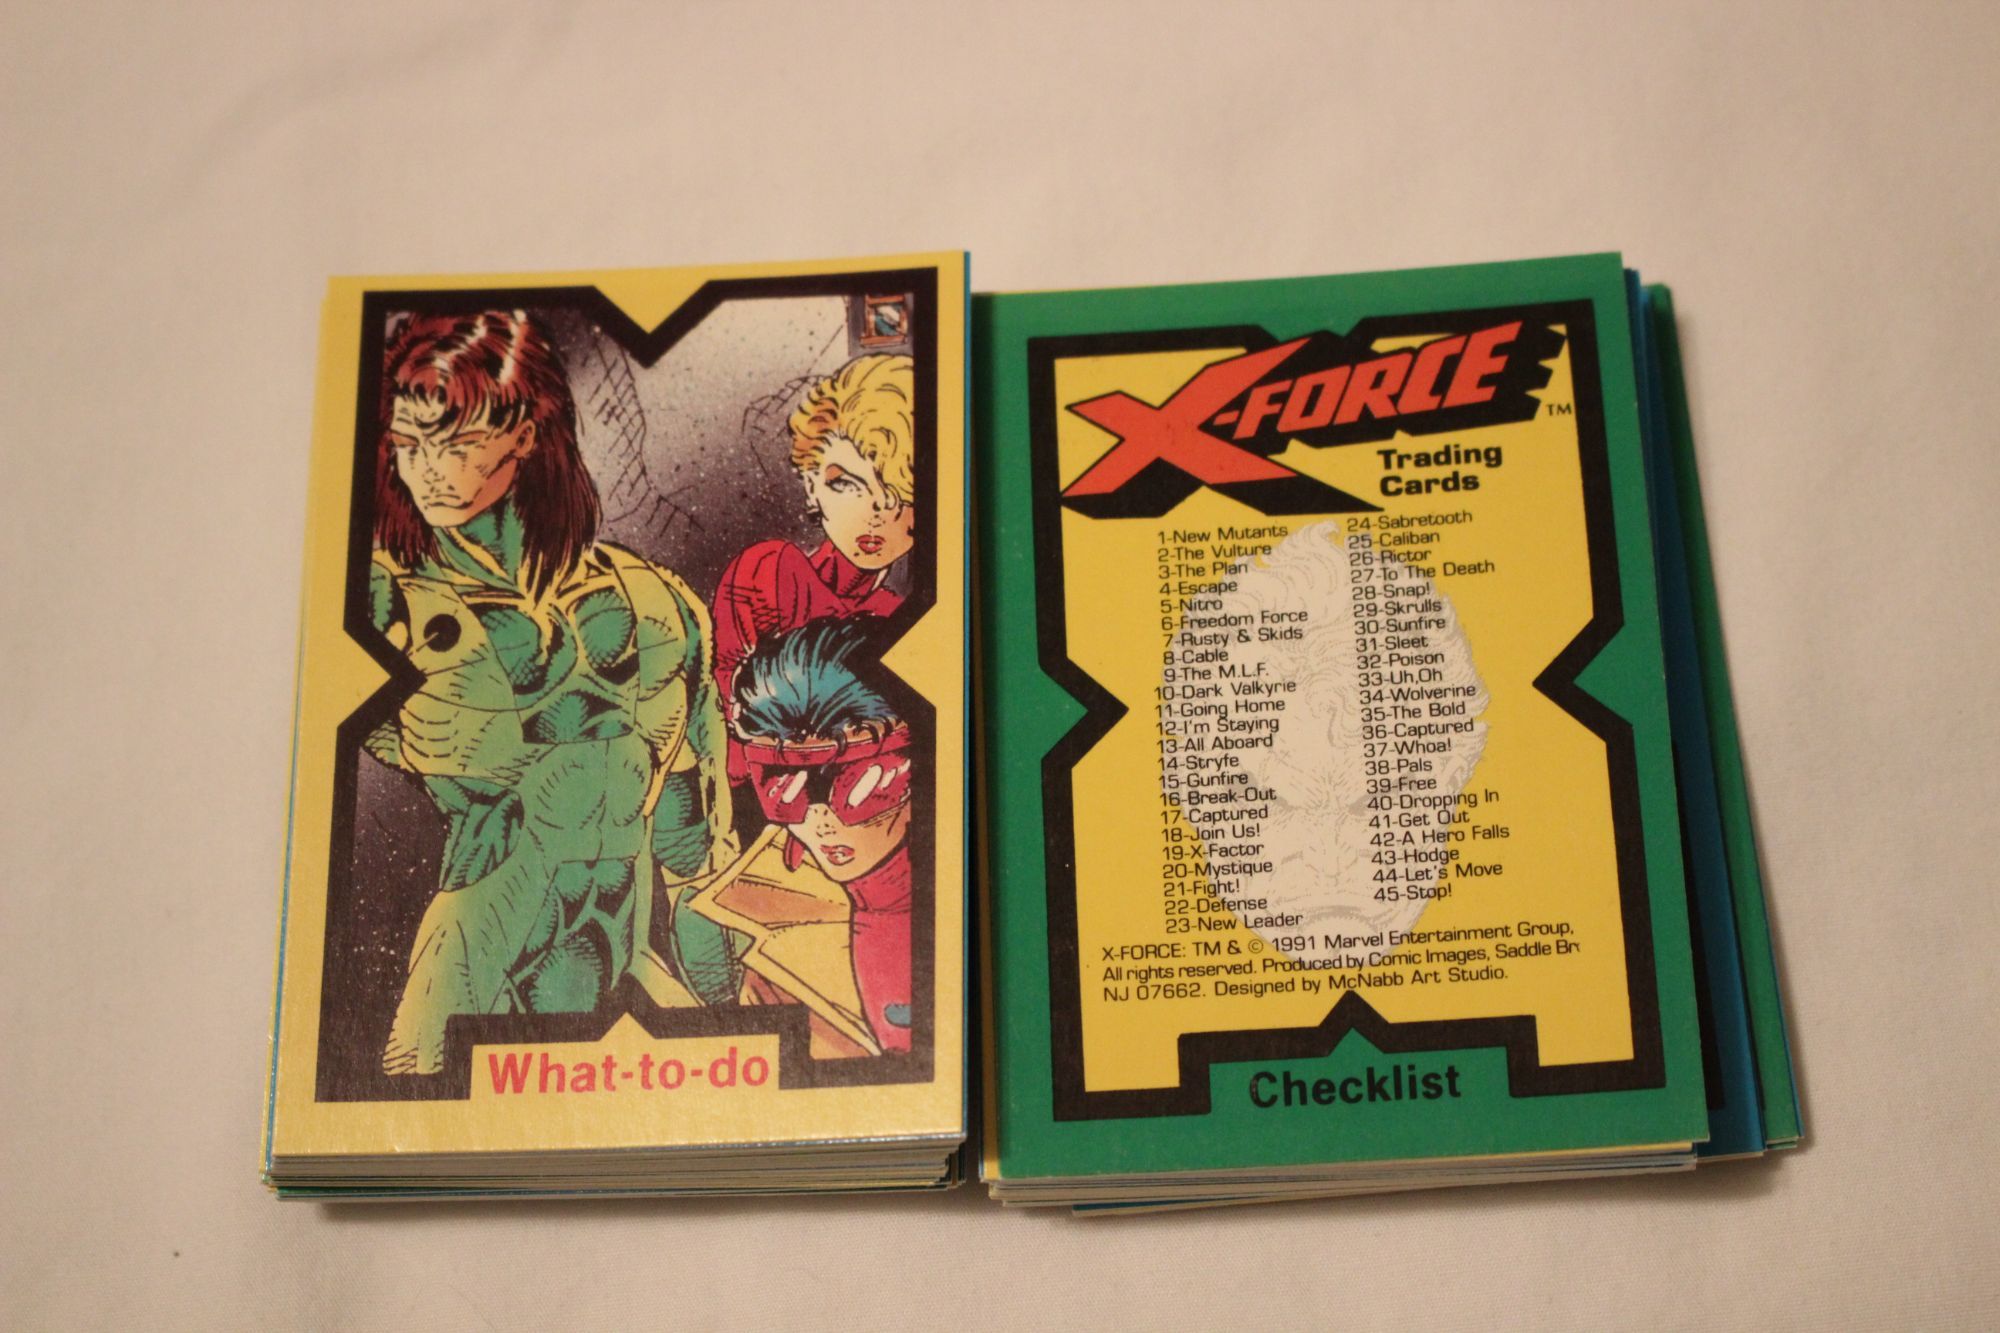 What-to-do
X-FORCE™
Trading
Cards
1-New Mutants
2-The Vulture
3-The Plan
4-Escape
5-Nitro
6-Freedom Force
7-Rusty & Skids
8-Cable
9-The M.L.F.
10-Dark Valkyrie
11-Going Home
12-I'm Staying
13-All Aboard
14-Stryfe
15-Gunfire
16-Break-Out
17-Captured
18-Join Us!
19-X-Factor
20-Mystique
21-Fight!
22-Defense
23-New Leader
24-Sabretooth
25-Caliban
26-Rictor
27-To The Death
28-Snap!
29-Skrulls
30-Sunfire
31-Sleet
32-Poison
33-Uh,Oh
34-Wolverine
35-The Bold
36-Captured
37-Whoa!
38-Pals
39-Free
40-Dropping In
41-Get Out
42-A Hero Falls
43-Hodge
44-Let's Move
45-Stop!
X-FORCE: TM & © 1991 Marvel Entertainment Group,
All rights reserved. Produced by Comic Images, Saddle Br
NJ 07662. Designed by McNabb Art Studio.
Checklist